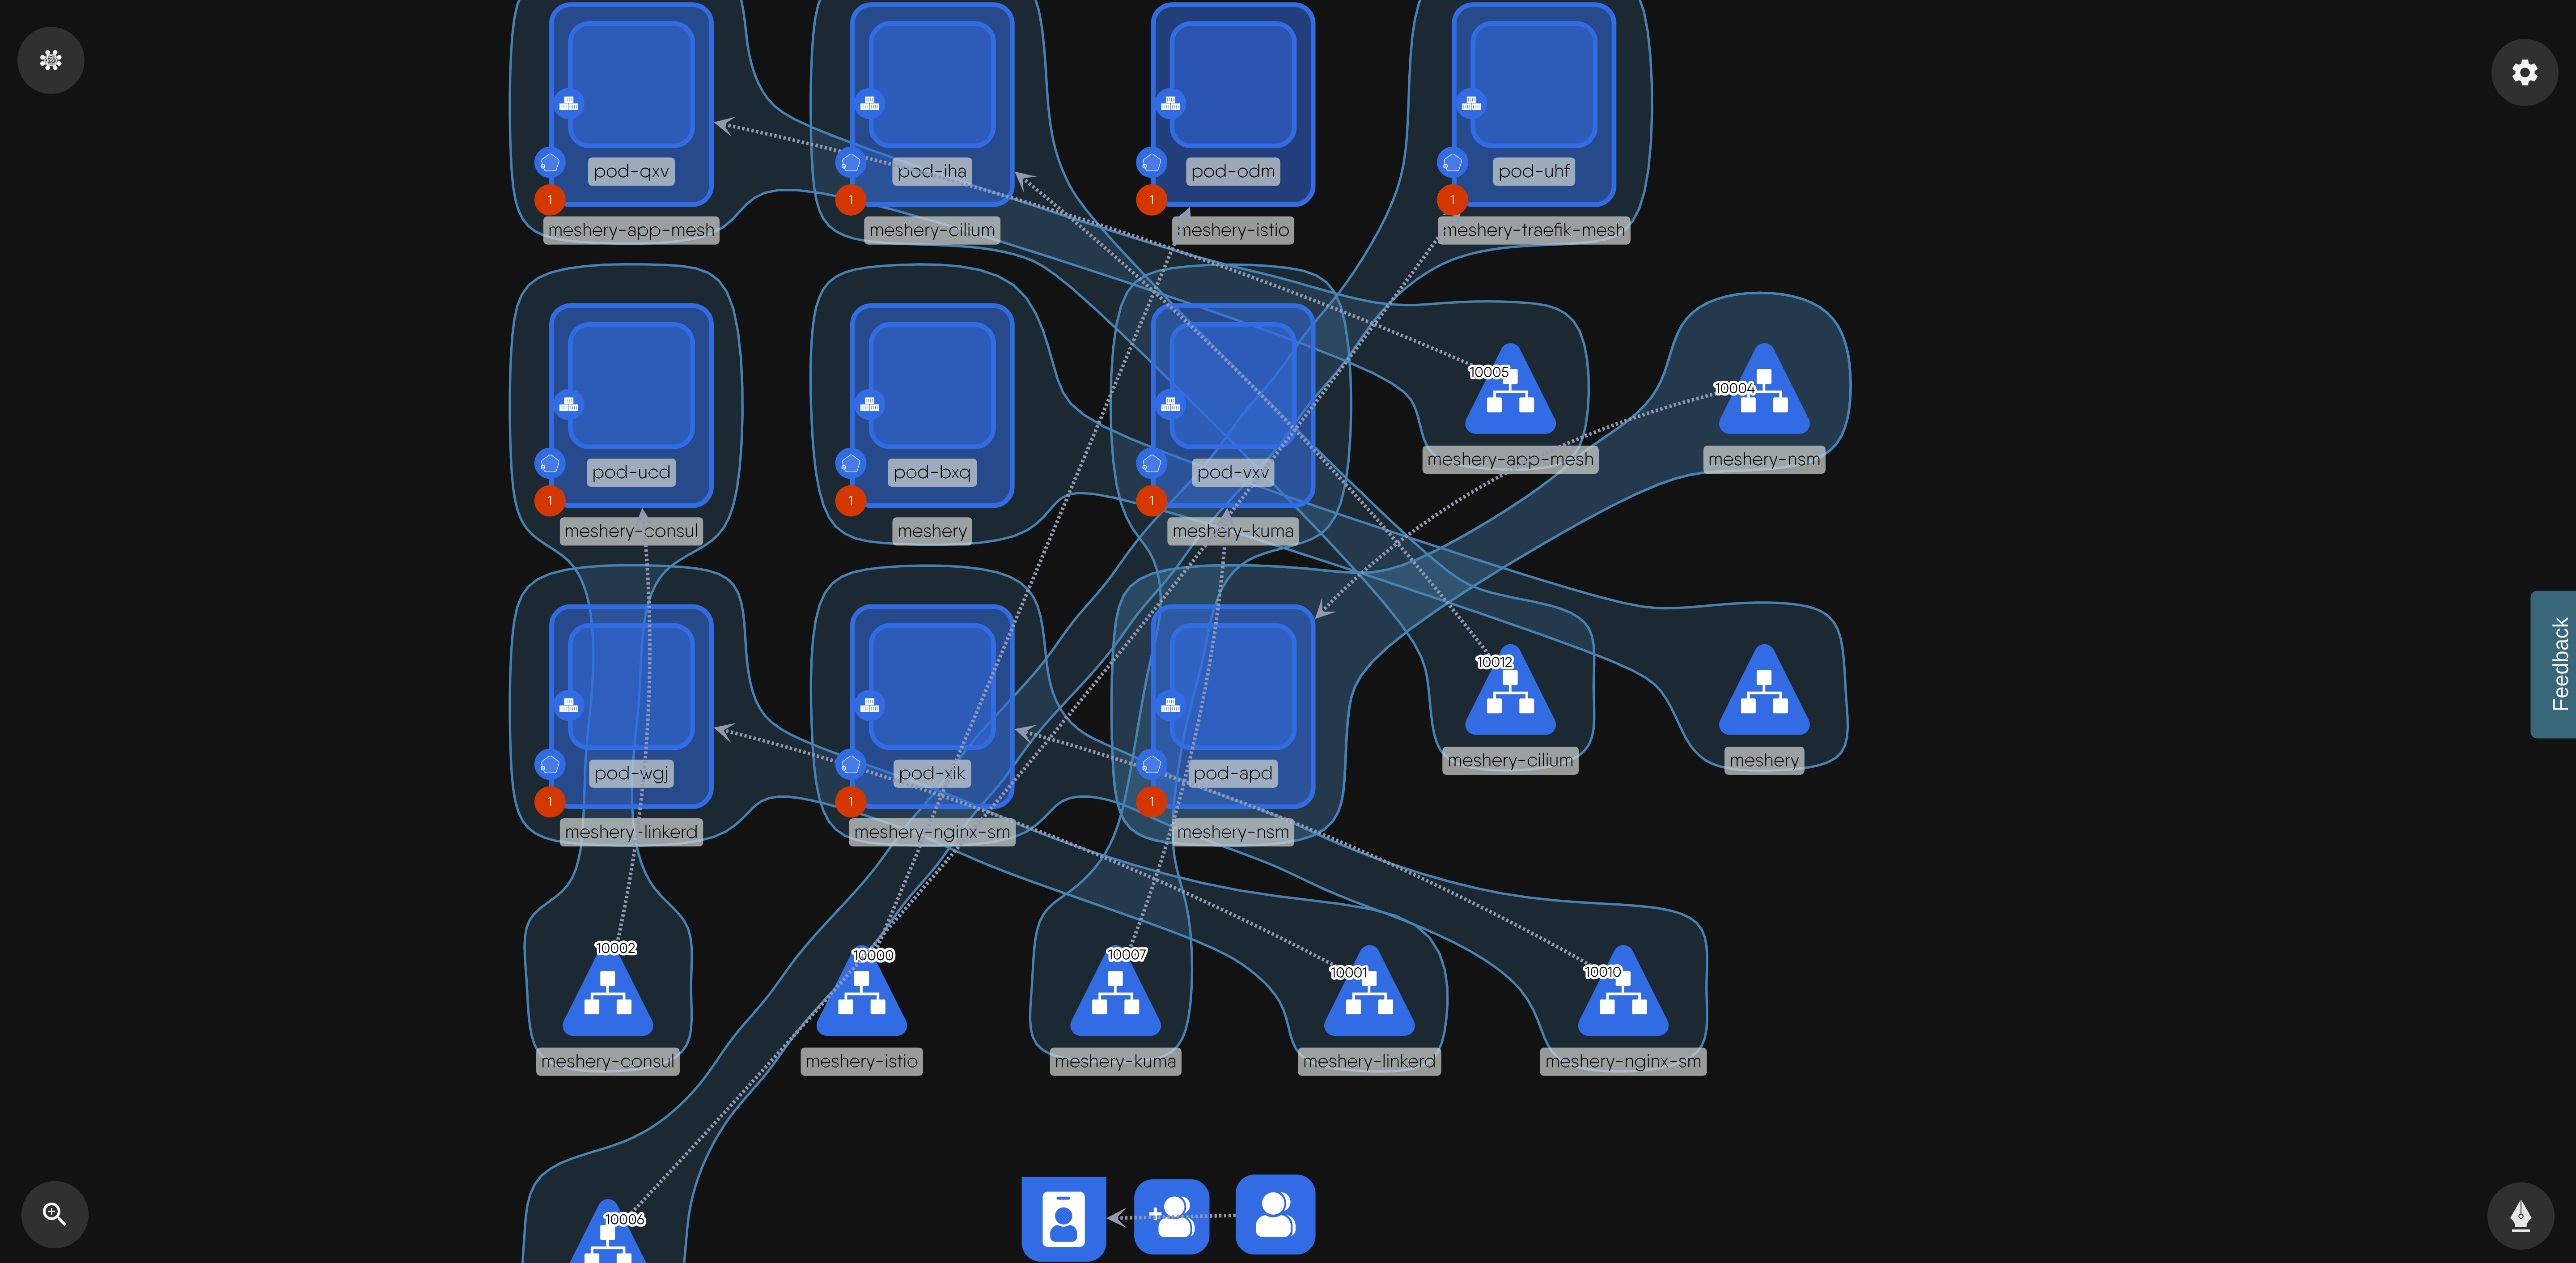 pod-qxv
pod-iha
pod-odm
pod-uhf
1
1
1
1
meshery-app-mesh
meshery-cilium
meshery-istio
meshery-traefik-mesh
10005
10004
meshery-app-mesh
meshery-nsm
pod-ucd
pod-bxq
pod-vxv
1
1
1
meshery-consul
meshery
meshery-kuma
Feedback
10012
meshery-cilium
meshery
pod-wgj
pod-xik
pod-apd
1
1
1
meshery-linkerd
meshery-nginx-sm
meshery-nsm
10002
10000
10007
10001
10010
meshery-consul
meshery-istio
meshery-kuma
meshery-linkerd
meshery-nginx-sm
10006